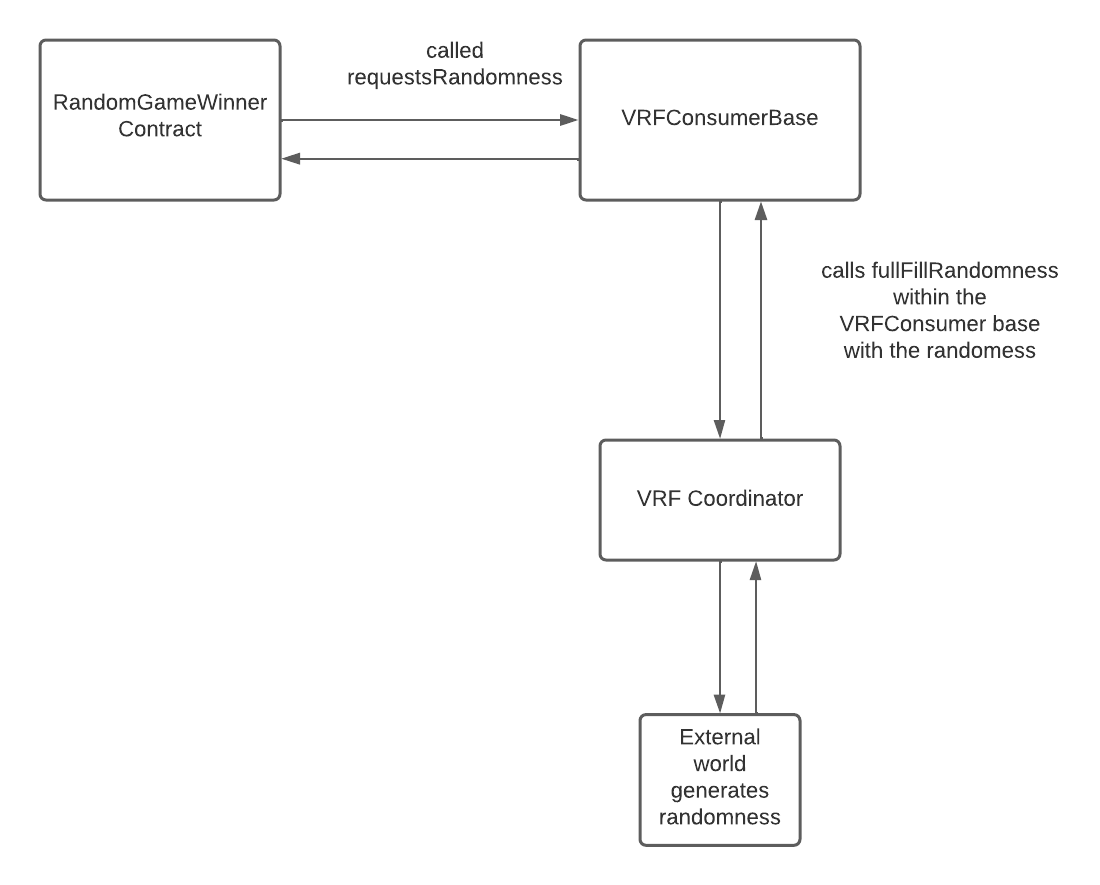 called
requestsRandomness
RandomGameWinner
Contract
VRFConsumerBase
calls fullFillRandomness
within the
VRFConsumer base
with the randomess
VRF Coordinator
External
world
generates
randomness